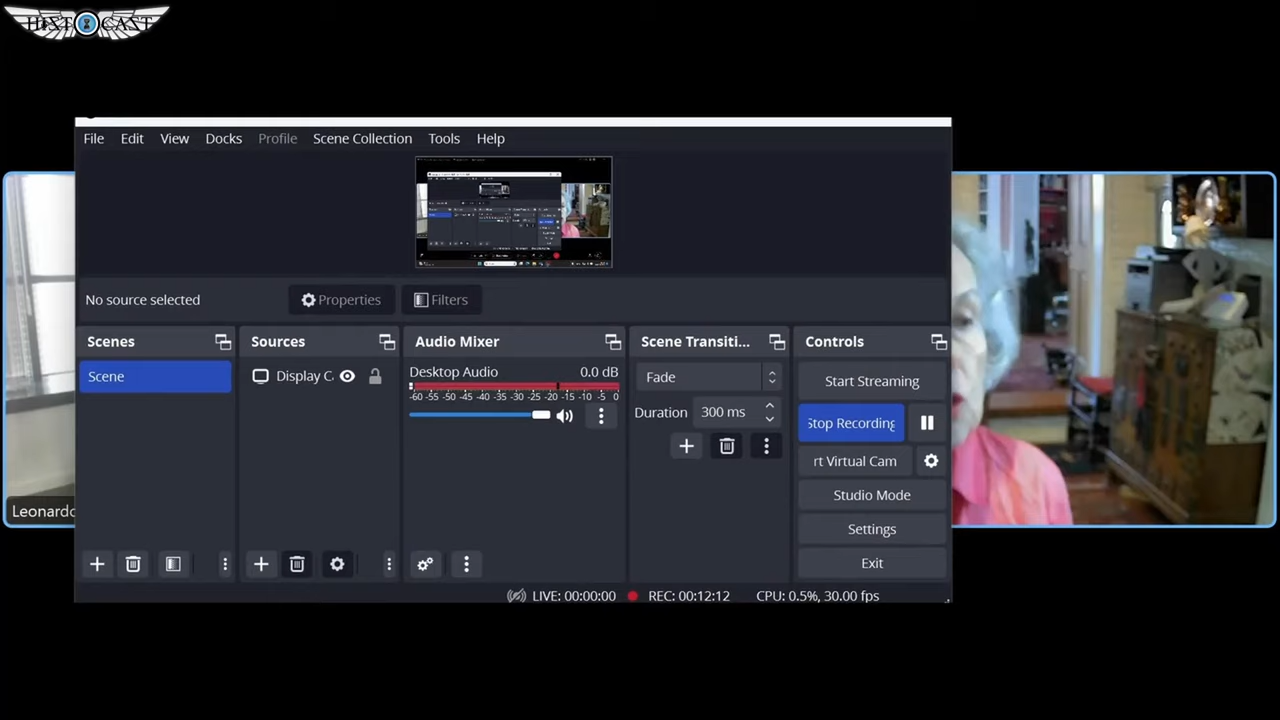 HISTOCAST
File Edit View Docks Profile Scene Collection Tools Help
No source selected Properties Filters
Scenes Sources Audio Mixer Scene Transiti... Controls
Scene
Display C
Desktop Audio 0.0 dB
-60 -55 -50 -45 -40 -35 -30 -25 -20 -15 -10 -5 0
Fade
Duration 300 ms
Start Streaming
Stop Recording
rt Virtual Cam
Studio Mode
Settings
Exit
Leonardo
LIVE: 00:00:00 REC: 00:12:12 CPU: 0.5%, 30.00 fps